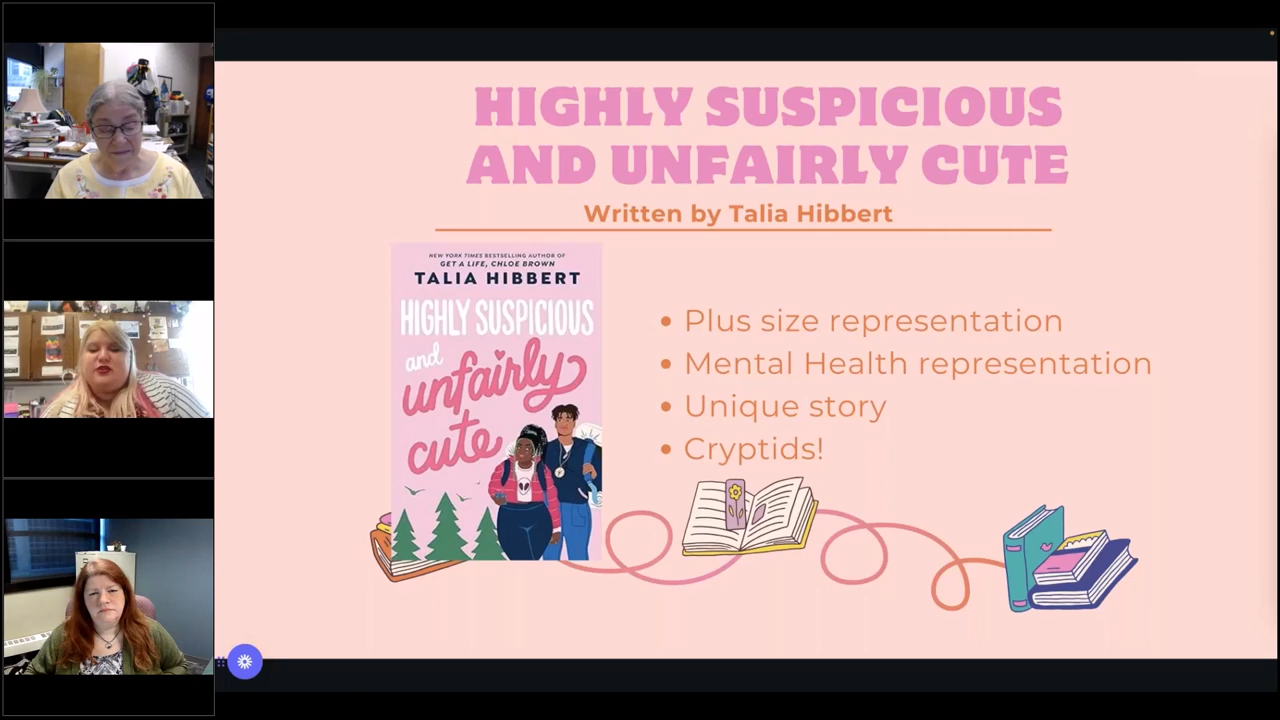 HIGHLY SUSPICIOUS
AND UNFAIRLY CUTE
Written by Talia Hibbert
NEW YORK TIMES BESTSELLING AUTHOR OF
GET A LIFE, CHLOE BROWN
TALIA HIBBERT
HIGHLY SUSPICIOUS
and
unfairly
cute
• Plus size representation
• Mental Health representation
• Unique story
• Cryptids!